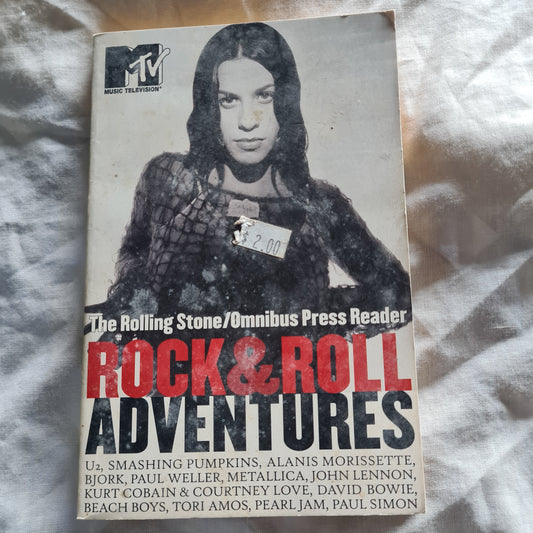 MTV
MUSIC TELEVISION®
$2.00
The Rolling Stone/Omnibus Press Reader
ROCK&ROLL
ADVENTURES
U2, SMASHING PUMPKINS, ALANIS MORISSETTE,
BJORK, PAUL WELLER, METALLICA, JOHN LENNON,
KURT COBAIN & COURTNEY LOVE, DAVID BOWIE,
BEACH BOYS, TORI AMOS, PEARL JAM, PAUL SIMON